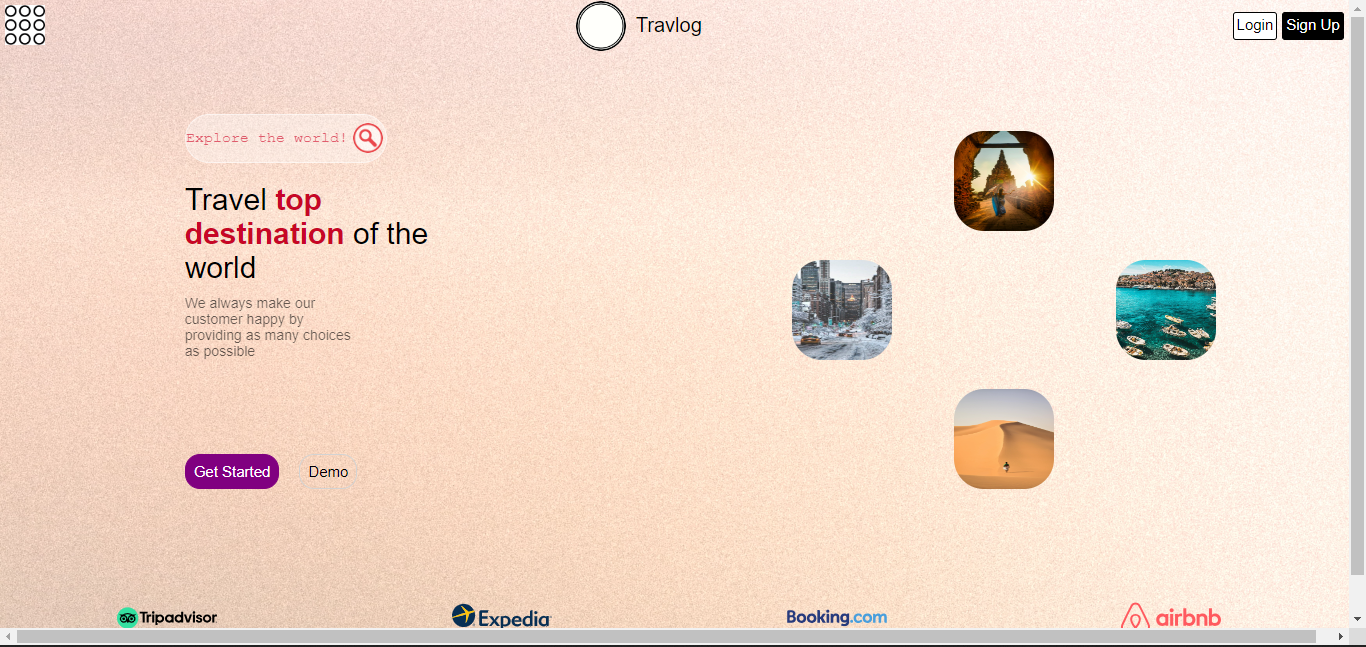 Travlog
Login
Sign Up
Explore the world!
Travel top
destination of the
world
We always make our
customer happy by
providing as many choices
as possible
Get Started
Demo
Tripadvisor
Expedia
Booking.com
airbnb